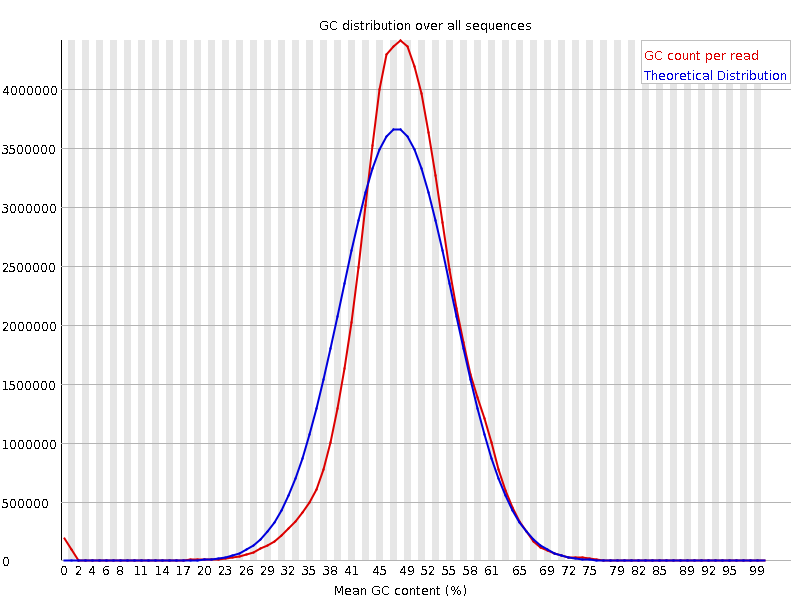 GC distribution over all sequences
GC count per read
Theoretical Distribution
4000000
3500000
3000000
2500000
2000000
1500000
1000000
500000
0
0 2 4 6 8 11 14 17 20 23 26 29 32 35 38 41 45 49 52 55 58 61 65 69 72 75 79 82 85 89 92 95 99
Mean GC content (%)